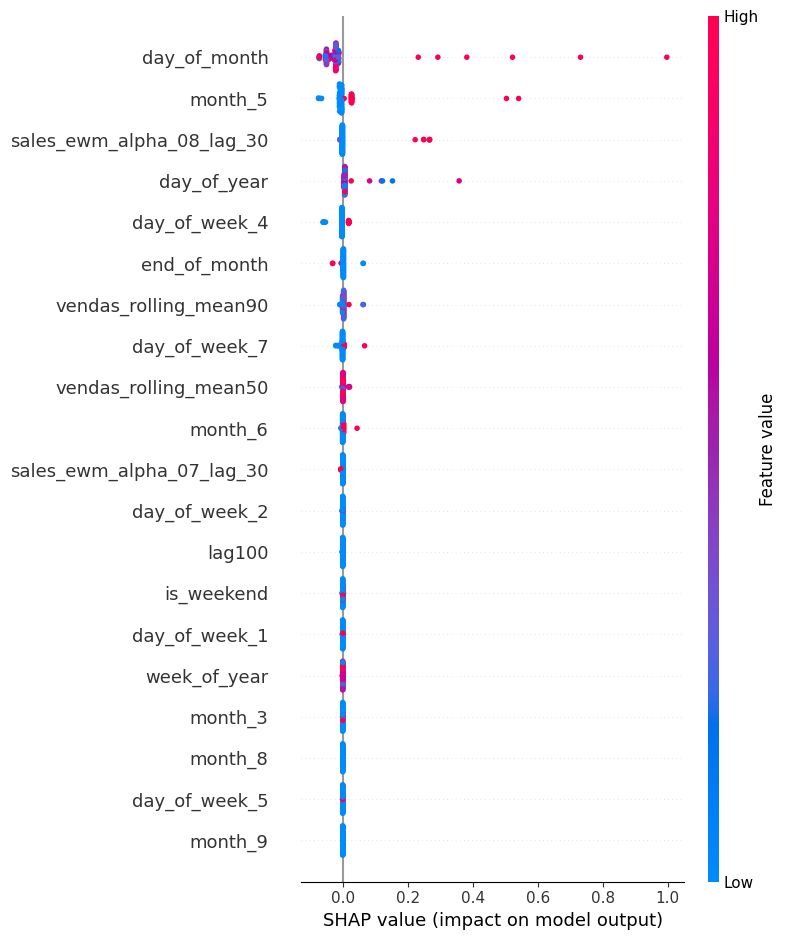 High
day_of_month
month_5
sales_ewm_alpha_08_lag_30
day_of_year
day_of_week_4
end_of_month
vendas_rolling_mean90
day_of_week_7
vendas_rolling_mean50
month_6
sales_ewm_alpha_07_lag_30
day_of_week_2
lag100
is_weekend
day_of_week_1
week_of_year
month_3
month_8
day_of_week_5
month_9
Feature value
Low
0.0 0.2 0.4 0.6 0.8 1.0
SHAP value (impact on model output)